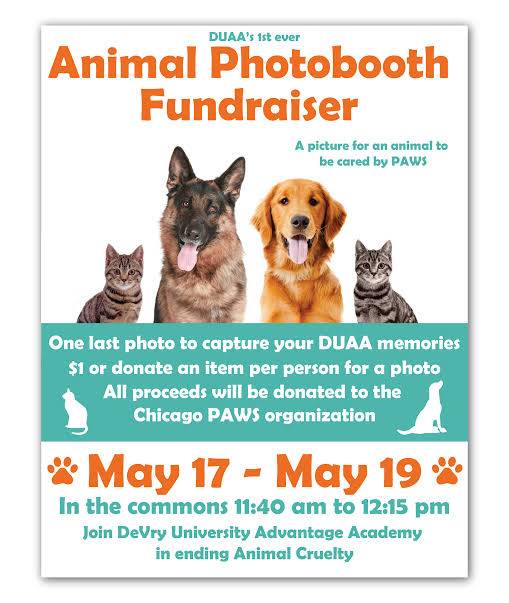 DUAA's 1st ever
Animal Photobooth
Fundraiser
A picture for an animal to
be cared by PAWS
One last photo to capture your DUAA memories
$1 or donate an item per person for a photo
All proceeds will be donated to the
Chicago PAWS organization
May 17 - May 19
In the commons 11:40 am to 12:15 pm
Join DeVry University Advantage Academy
in ending Animal Cruelty